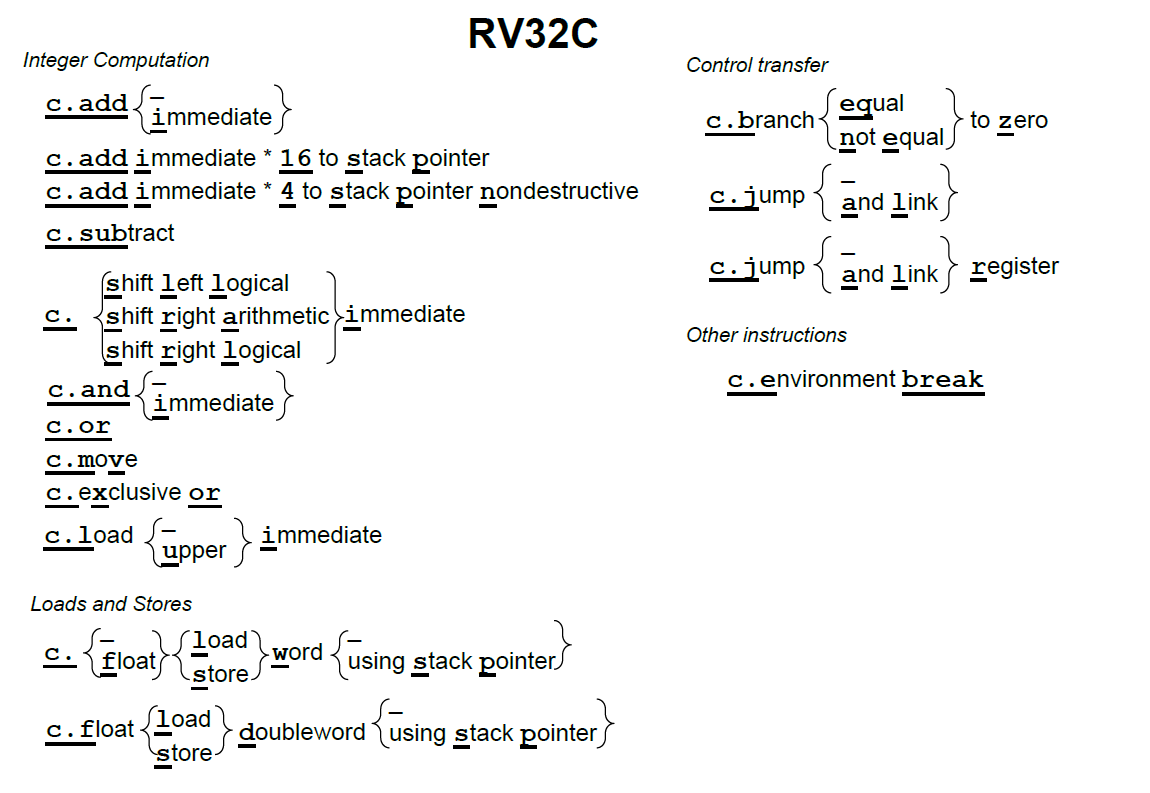 RV32C
Integer Computation
c.add { _
immediate }
c.add immediate * 16 to stack pointer
c.add immediate * 4 to stack pointer nondestructive
c.subtract
c. { shift left logical
shift right arithmetic } immediate
shift right logical
c.and { _
immediate }
c.or
c.move
c.exclusive or
c.load { _
upper } immediate
Loads and Stores
c. { _
float } { load
store } word { _
using stack pointer }
c.float { load
store } doubleword { _
using stack pointer }
Control transfer
c.branch { equal
not equal } to zero
c.jump { _
and link }
c.jump { _
and link } register
Other instructions
c.environment break